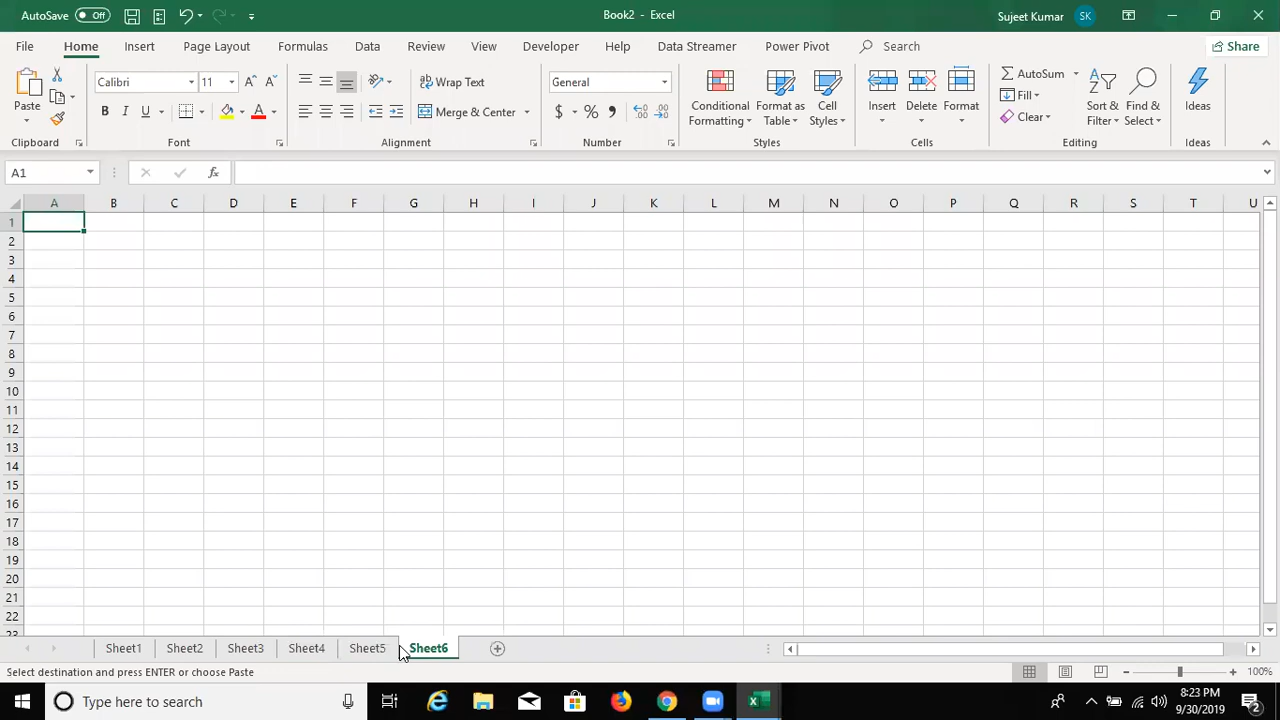 AutoSave Off Book2 - Excel Sujeet Kumar SK
File Home Insert Page Layout Formulas Data Review View Developer Help Data Streamer Power Pivot Search Share
Paste Calibri 11 A A B I U A ab Wrap Text Merge & Center General $ % , Conditional Formatting Format as Table Cell Styles Insert Delete Format AutoSum Fill Clear Sort & Filter Find & Select Ideas
Clipboard Font Alignment Number Styles Cells Editing Ideas
A1 fx
A B C D E F G H I J K L M N O P Q R S T U
1
2
3
4
5
6
7
8
9
10
11
12
13
14
15
16
17
18
19
20
21
22
23
Sheet1 Sheet2 Sheet3 Sheet4 Sheet5 Sheet6
Select destination and press ENTER or choose Paste 100%
Type here to search 8:23 PM
9/30/2019 2